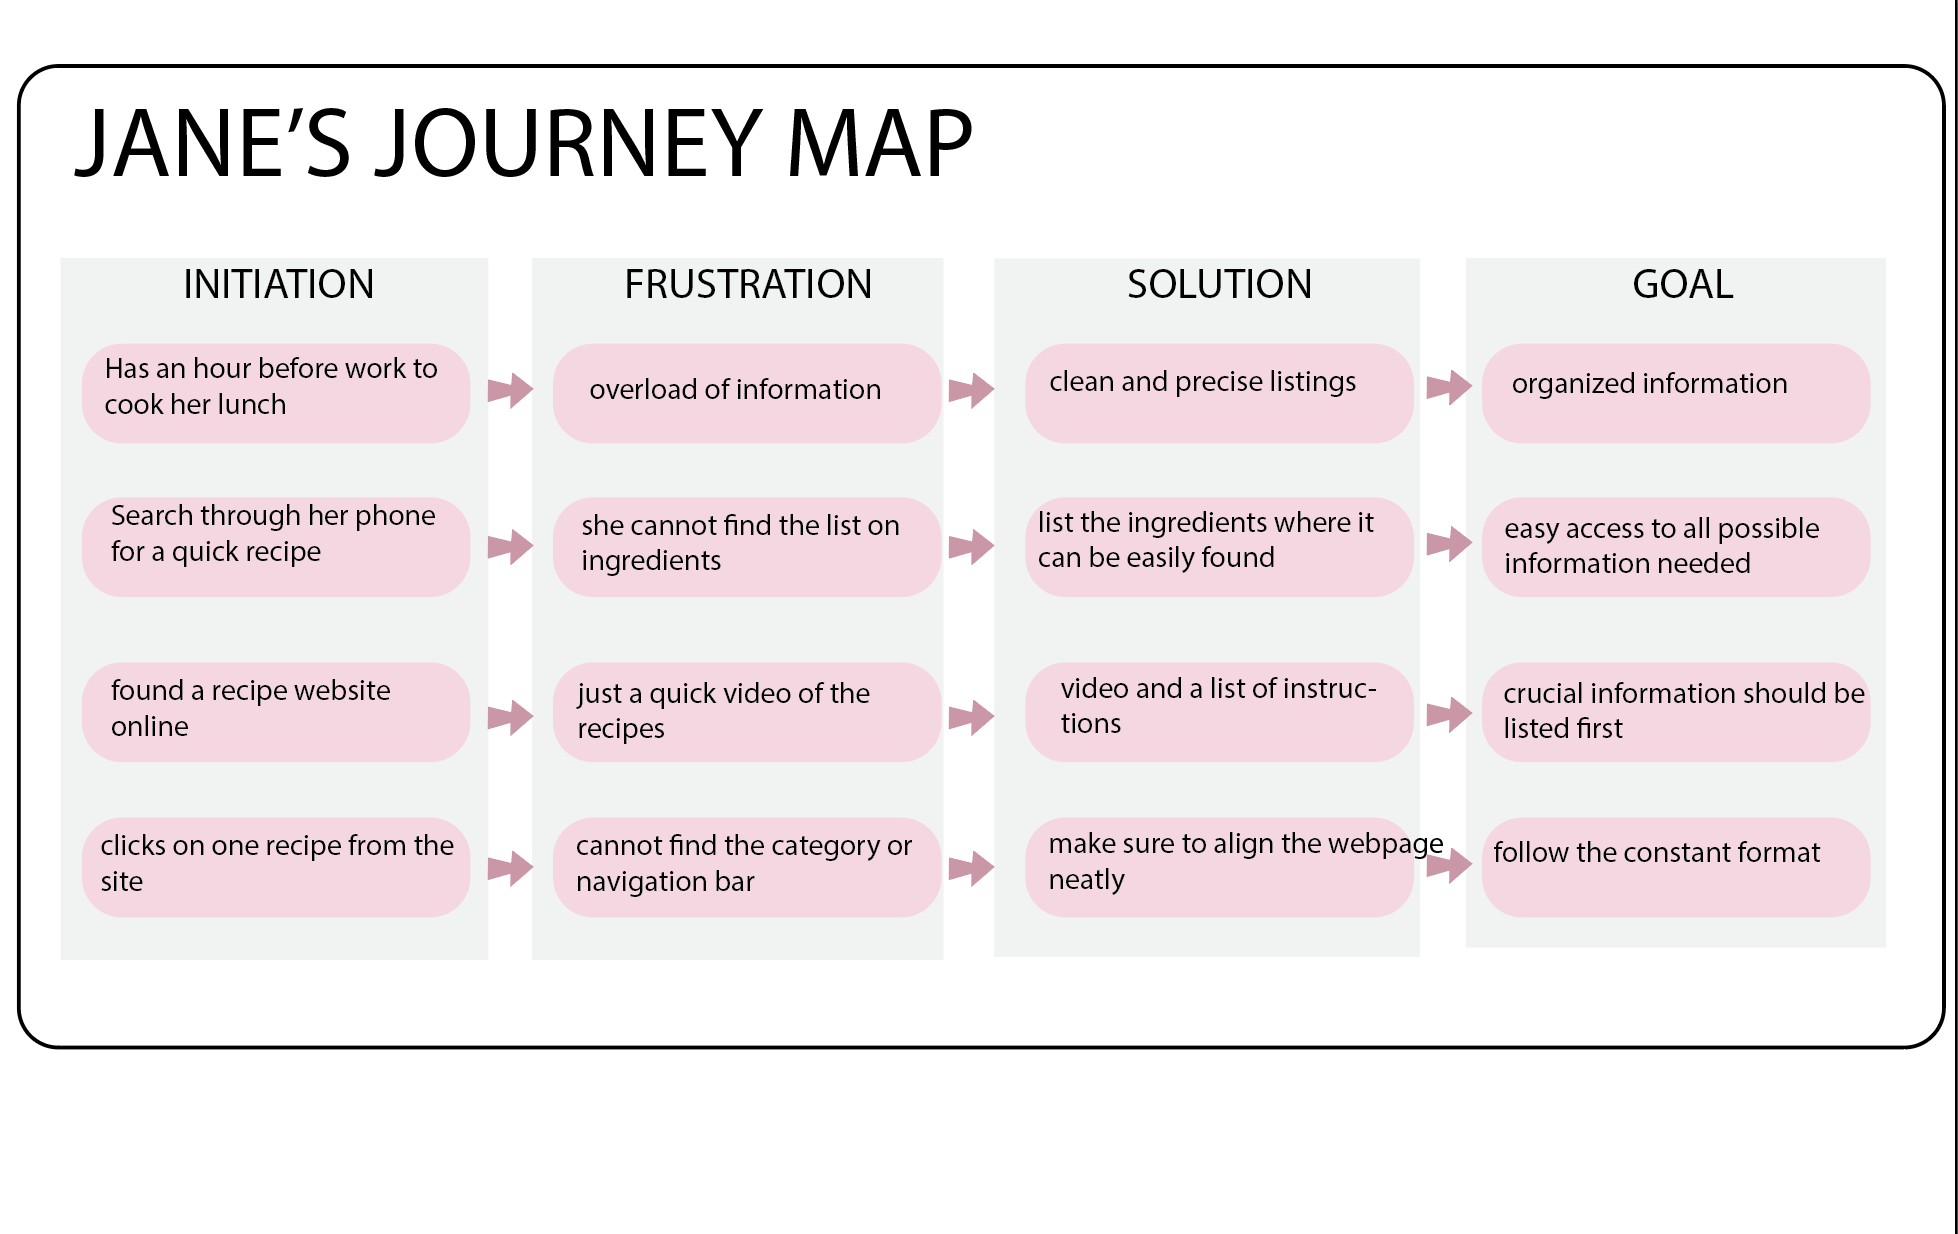 JANE’S JOURNEY MAP
INITIATION
Has an hour before work to
cook her lunch
Search through her phone
for a quick recipe
found a recipe website
online
clicks on one recipe from the
site
FRUSTRATION
overload of information
she cannot find the list on
ingredients
just a quick video of the
recipes
cannot find the category or
navigation bar
SOLUTION
clean and precise listings
list the ingredients where it
can be easily found
video and a list of instruc-
tions
make sure to align the webpage
neatly
GOAL
organized information
easy access to all possible
information needed
crucial information should be
listed first
follow the constant format